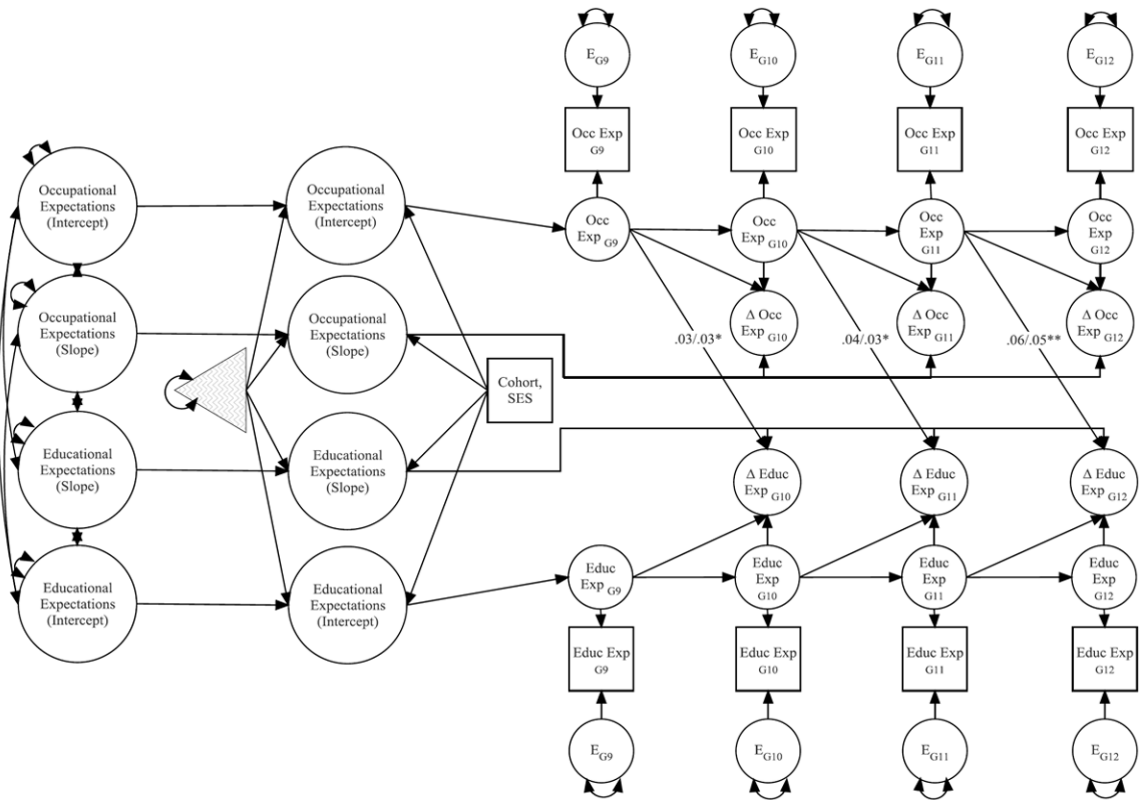 E G9
E G10
E G11
E G12
Occ Exp
G9
Occ Exp
G10
Occ Exp
G11
Occ Exp
G12
Occupational
Expectations
(Intercept)
Occupational
Expectations
(Intercept)
Occ
Exp G9
Occ
Exp G10
Occ
Exp
G11
Occ
Exp
G12
Occupational
Expectations
(Slope)
Occupational
Expectations
(Slope)
Δ Occ
Exp G10
Δ Occ
Exp G11
Δ Occ
Exp G12
.03/.03*
.04/.03*
.06/.05**
Cohort,
SES
Educational
Expectations
(Slope)
Educational
Expectations
(Slope)
Δ Educ
Exp G10
Δ Educ
Exp G11
Δ Educ
Exp G12
Educational
Expectations
(Intercept)
Educational
Expectations
(Intercept)
Educ
Exp G9
Educ
Exp
G10
Educ
Exp
G11
Educ
Exp
G12
Educ Exp
G9
Educ Exp
G10
Educ Exp
G11
Educ Exp
G12
E G9
E G10
E G11
E G12